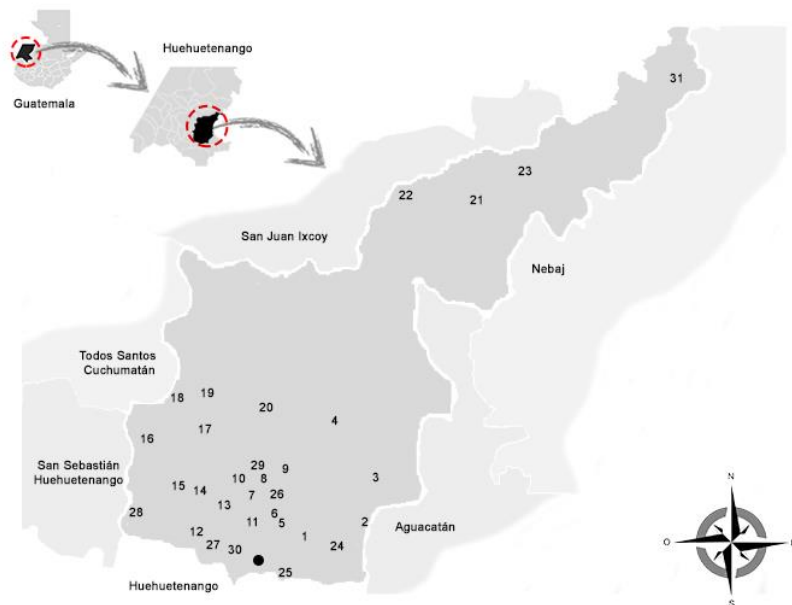 Huehuetenango
Guatemala
31
23
22
21
San Juan Ixcoy
Nebaj
Todos Santos
Cuchumatán
18
19
20
4
17
16
San Sebastián
Huehuetenango
29
9
10
8
3
15
14
7
26
13
28
6
11
5
2
Aguacatán
12
1
27
30
24
25
Huehuetenango
N
O
E
S